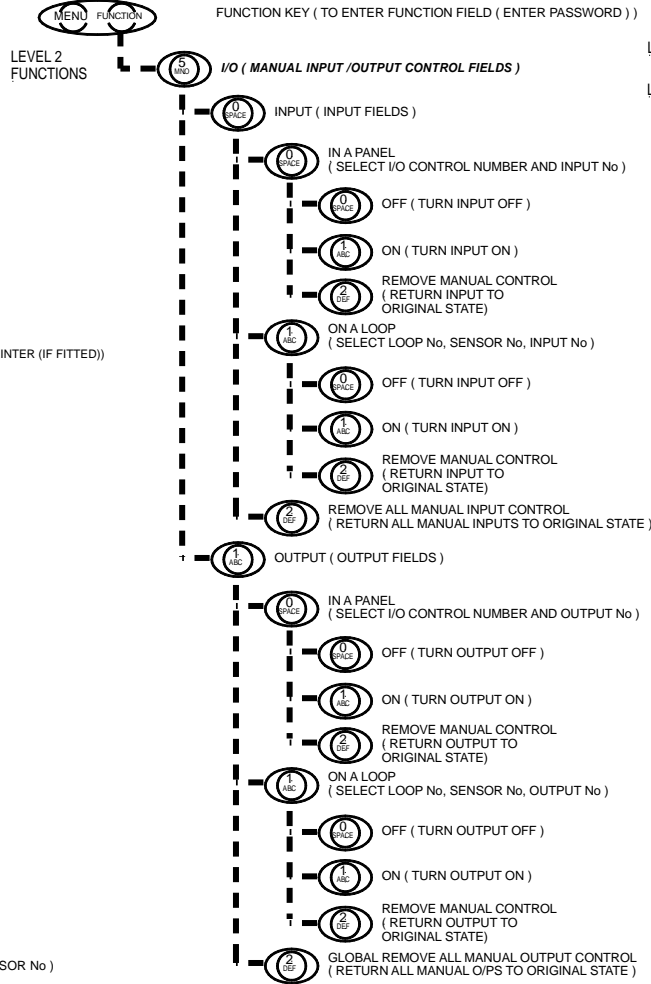 MENU FUNCTION
FUNCTION KEY ( TO ENTER FUNCTION FIELD ( ENTER PASSWORD ) )
LEVEL 2
FUNCTIONS
5
MNO
I/O ( MANUAL INPUT /OUTPUT CONTROL FIELDS )
0
SPACE
INPUT ( INPUT FIELDS )
0
SPACE
IN A PANEL
( SELECT I/O CONTROL NUMBER AND INPUT No )
0
SPACE
OFF ( TURN INPUT OFF )
1
ABC
ON ( TURN INPUT ON )
2
DEF
REMOVE MANUAL CONTROL
( RETURN INPUT TO
ORIGINAL STATE)
1
ABC
ON A LOOP
( SELECT LOOP No, SENSOR No, INPUT No )
INTER (IF FITTED))
0
SPACE
OFF ( TURN INPUT OFF )
1
ABC
ON ( TURN INPUT ON )
2
DEF
REMOVE MANUAL CONTROL
( RETURN INPUT TO
ORIGINAL STATE)
2
DEF
REMOVE ALL MANUAL INPUT CONTROL
( RETURN ALL MANUAL INPUTS TO ORIGINAL STATE )
1
ABC
OUTPUT ( OUTPUT FIELDS )
0
SPACE
IN A PANEL
( SELECT I/O CONTROL NUMBER AND OUTPUT No )
0
SPACE
OFF ( TURN OUTPUT OFF )
1
ABC
ON ( TURN OUTPUT ON )
2
DEF
REMOVE MANUAL CONTROL
( RETURN OUTPUT TO
ORIGINAL STATE)
1
ABC
ON A LOOP
( SELECT LOOP No, SENSOR No, OUTPUT No )
0
SPACE
OFF ( TURN OUTPUT OFF )
1
ABC
ON ( TURN OUTPUT ON )
2
DEF
REMOVE MANUAL CONTROL
( RETURN OUTPUT TO
ORIGINAL STATE)
2
DEF
GLOBAL REMOVE ALL MANUAL OUTPUT CONTROL
( RETURN ALL MANUAL O/PS TO ORIGINAL STATE )
SOR No )